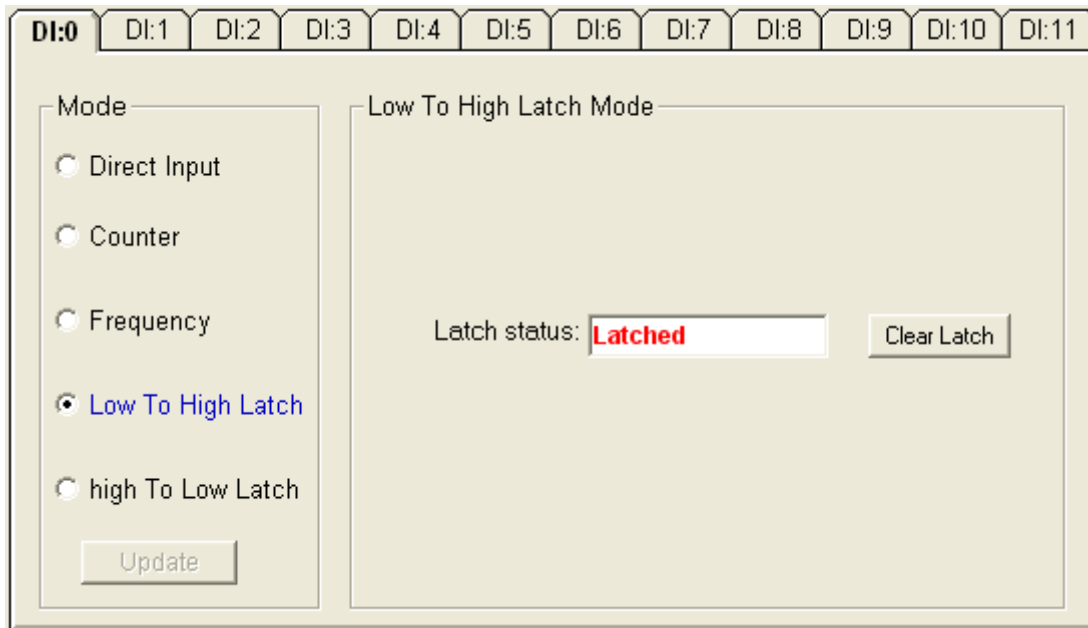 DI:0 DI:1 DI:2 DI:3 DI:4 DI:5 DI:6 DI:7 DI:8 DI:9 DI:10 DI:11
Mode
Direct Input
Counter
Frequency
Low To High Latch
high To Low Latch
Update
Low To High Latch Mode
Latch status: Latched Clear Latch